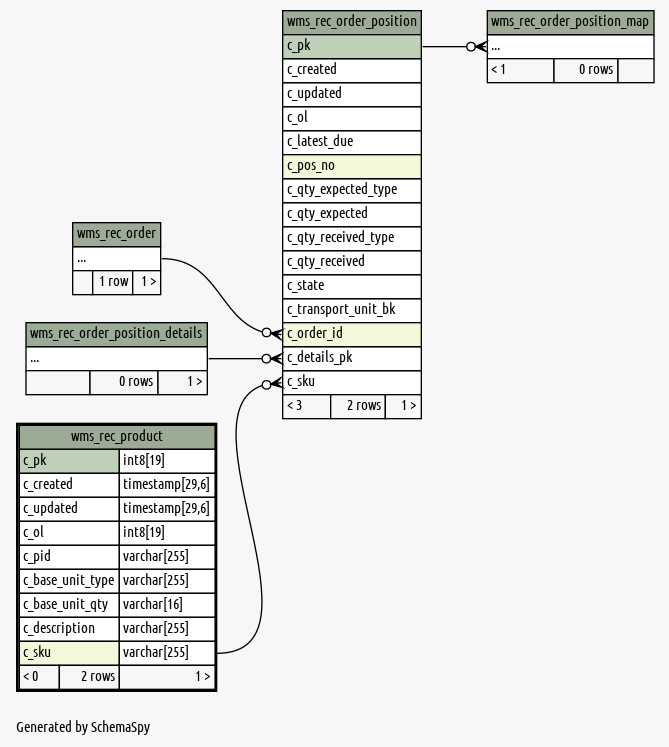 wms_rec_order_position
c_pk
c_created
c_updated
c_ol
c_latest_due
c_pos_no
c_qty_expected_type
c_qty_expected
c_qty_received_type
c_qty_received
c_state
c_transport_unit_bk
c_order_id
c_details_pk
c_sku
< 3 2 rows 1 >
wms_rec_order_position_map
...
< 1 0 rows
wms_rec_order
...
1 row 1 >
wms_rec_order_position_details
...
0 rows 1 >
wms_rec_product
c_pk int8[19]
c_created timestamp[29,6]
c_updated timestamp[29,6]
c_ol int8[19]
c_pid varchar[255]
c_base_unit_type varchar[255]
c_base_unit_qty varchar[16]
c_description varchar[255]
c_sku varchar[255]
< 0 2 rows 1 >
Generated by SchemaSpy